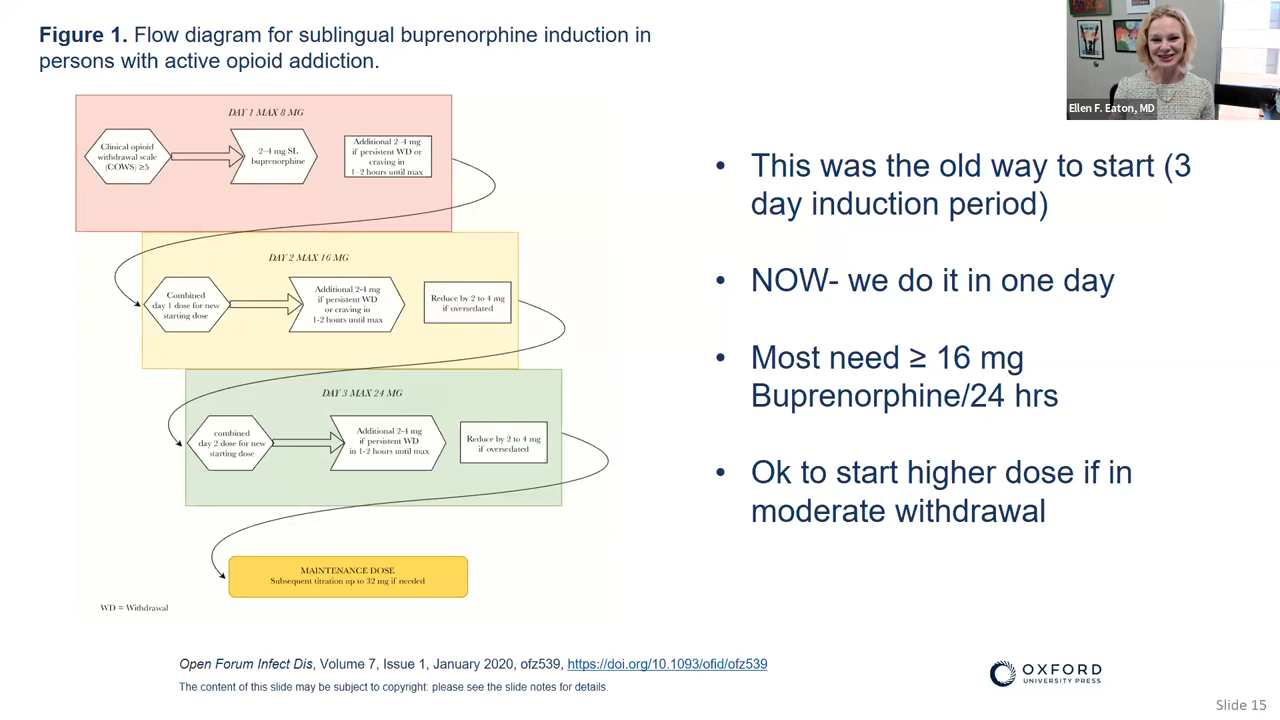 Figure 1. Flow diagram for sublingual buprenorphine induction in
persons with active opioid addiction.
Ellen F. Eaton, MD
DAY 1 MAX 8 MG
Clinical opioid
withdrawal scale
(COWS) ≥5
2–4 mg SL
buprenorphine
Additional 2–4 mg
if persistent WD or
craving in
1–2 hours until max
DAY 2 MAX 16 MG
Combined
day 1 dose for new
starting dose
Additional 2-4 mg
if persistent WD
or craving in
1-2 hours until max
Reduce by 2 to 4 mg
if oversedated
DAY 3 MAX 24 MG
combined
day 2 dose for new
starting dose
Additional 2-4 mg
if persistent WD
in 1-2 hours until max
Reduce by 2 to 4 mg
if oversedated
MAINTENANCE DOSE
Subsequent titration up to 32 mg if needed
WD = Withdrawal
• This was the old way to start (3
day induction period)
• NOW- we do it in one day
• Most need ≥ 16 mg
Buprenorphine/24 hrs
• Ok to start higher dose if in
moderate withdrawal
Open Forum Infect Dis, Volume 7, Issue 1, January 2020, ofz539, https://doi.org/10.1093/ofid/ofz539
The content of this slide may be subject to copyright: please see the slide notes for details.
OXFORD
UNIVERSITY PRESS
Slide 15